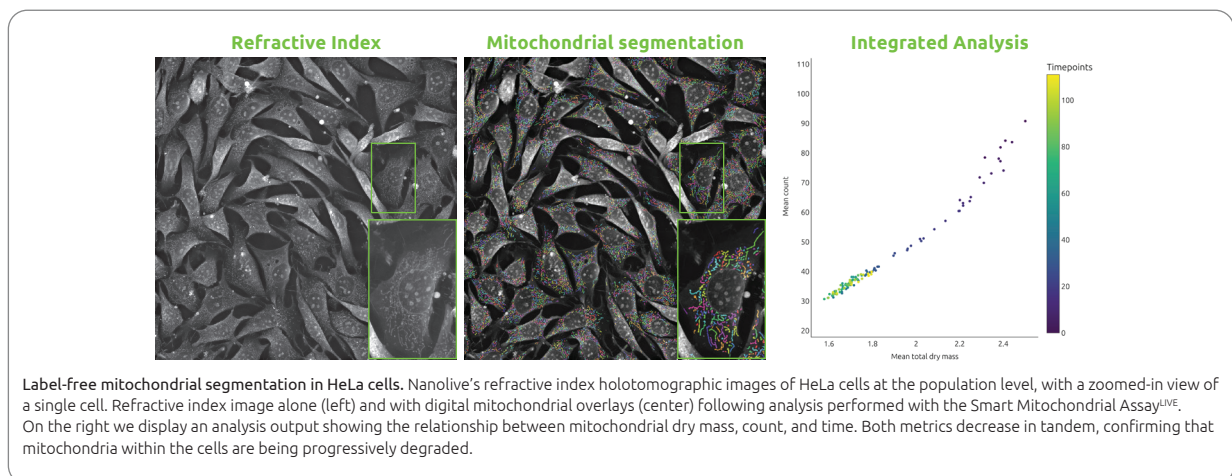 Refractive Index
Mitochondrial segmentation
Integrated Analysis
Timepoints
110
100
90
80
70
60
50
40
30
20
Mean count
1.6
1.8
2
2.2
2.4
Mean total dry mass
100
80
60
40
20
0
Label-free mitochondrial segmentation in HeLa cells. Nanolive's refractive index holotomographic images of HeLa cells at the population level, with a zoomed-in view of
a single cell. Refractive index image alone (left) and with digital mitochondrial overlays (center) following analysis performed with the Smart Mitochondrial Assayᴸᴵⱽᴱ.
On the right we display an analysis output showing the relationship between mitochondrial dry mass, count, and time. Both metrics decrease in tandem, confirming that
mitochondria within the cells are being progressively degraded.